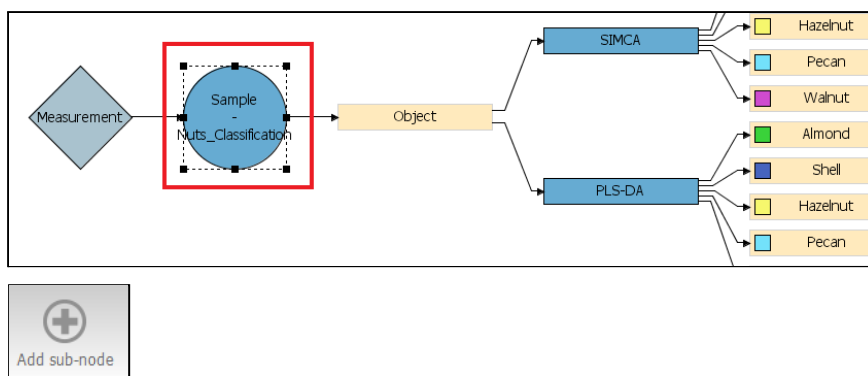 Measurement
Sample
-
Nuts_Classification
Object
SIMCA
Hazelnut
Pecan
Walnut
PLS-DA
Almond
Shell
Hazelnut
Pecan
Add sub-node